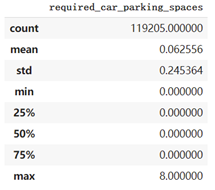 required_car_parking_spaces
count 119205.000000
mean 0.062556
std 0.245364
min 0.000000
25% 0.000000
50% 0.000000
75% 0.000000
max 8.000000